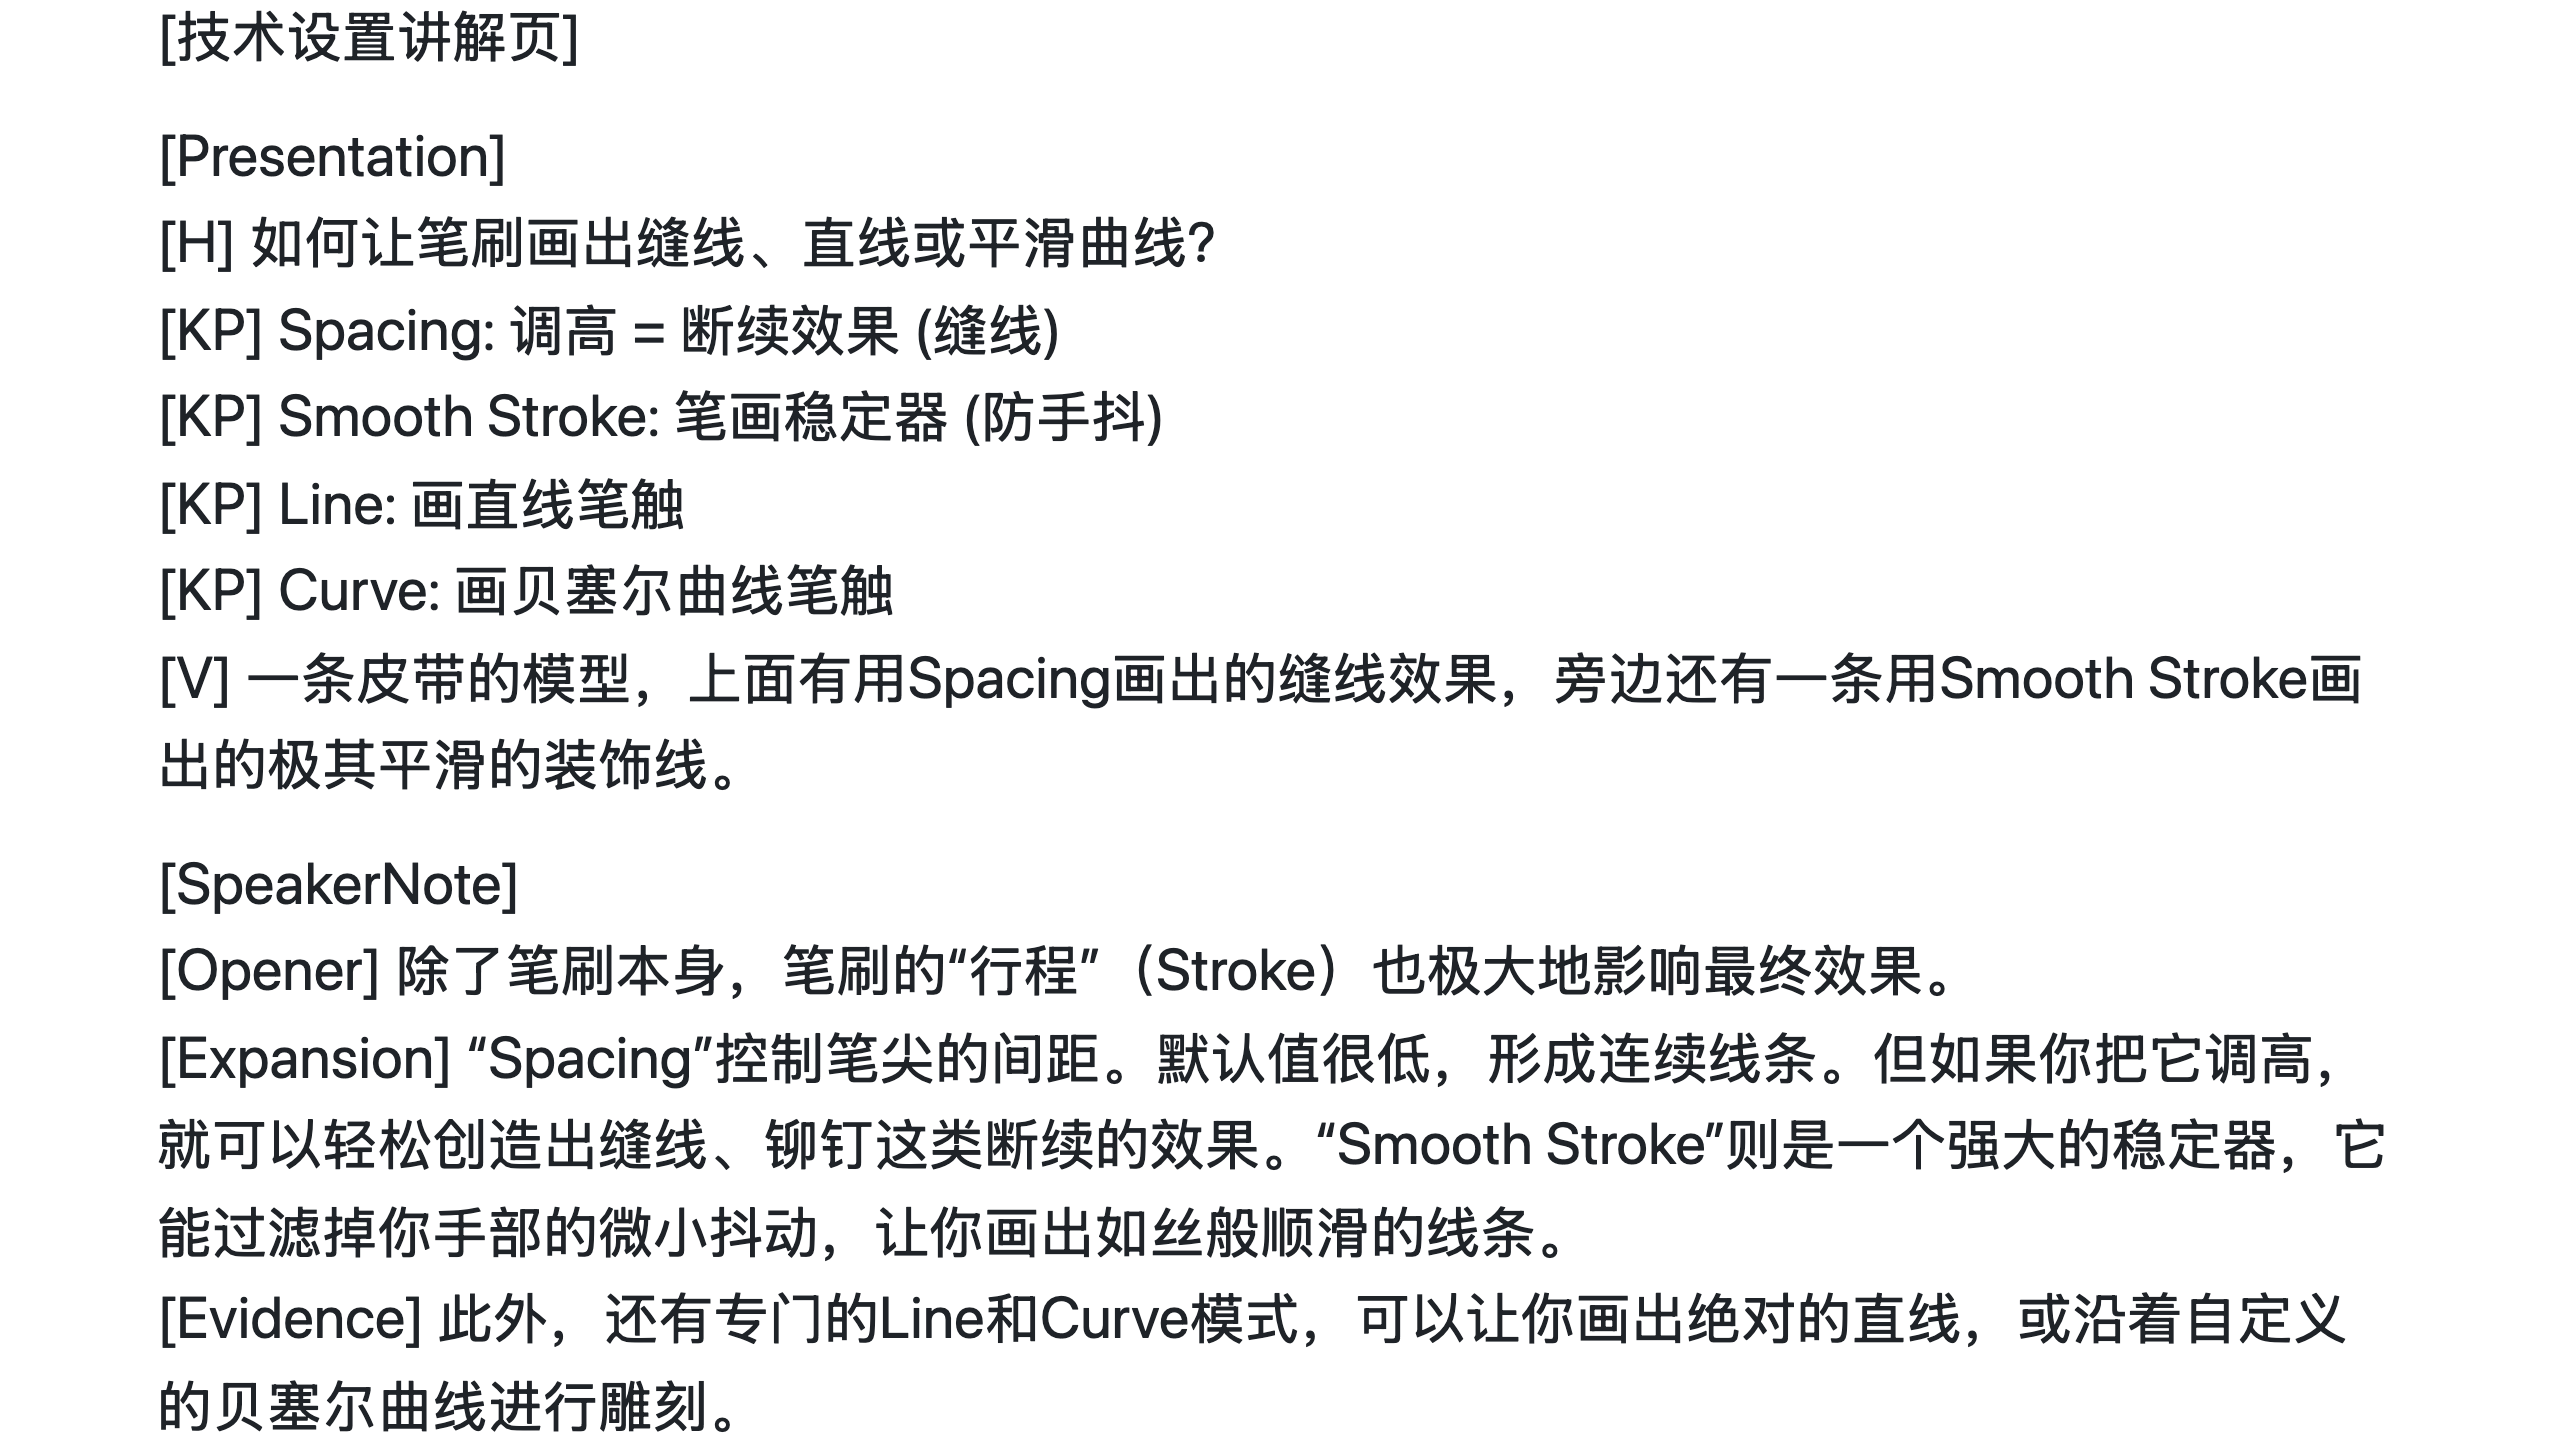 [技术设置讲解页]
[Presentation]
[H] 如何让笔刷画出缝线、直线或平滑曲线?
[KP] Spacing: 调高 = 断续效果 (缝线)
[KP] Smooth Stroke: 笔画稳定器 (防手抖)
[KP] Line: 画直线笔触
[KP] Curve: 画贝塞尔曲线笔触
[V] 一条皮带的模型，上面有用Spacing画出的缝线效果，旁边还有一条用Smooth Stroke画
出的极其平滑的装饰线。
[SpeakerNote]
[Opener] 除了笔刷本身，笔刷的“行程”（Stroke）也极大地影响最终效果。
[Expansion] “Spacing”控制笔尖的间距。默认值很低，形成连续线条。但如果你把它调高，
就可以轻松创造出缝线、铆钉这类断续的效果。“Smooth Stroke”则是一个强大的稳定器，它
能过滤掉你手部的微小抖动，让你画出如丝般顺滑的线条。
[Evidence] 此外，还有专门的Line和Curve模式，可以让你画出绝对的直线，或沿着自定义
的贝塞尔曲线进行雕刻。